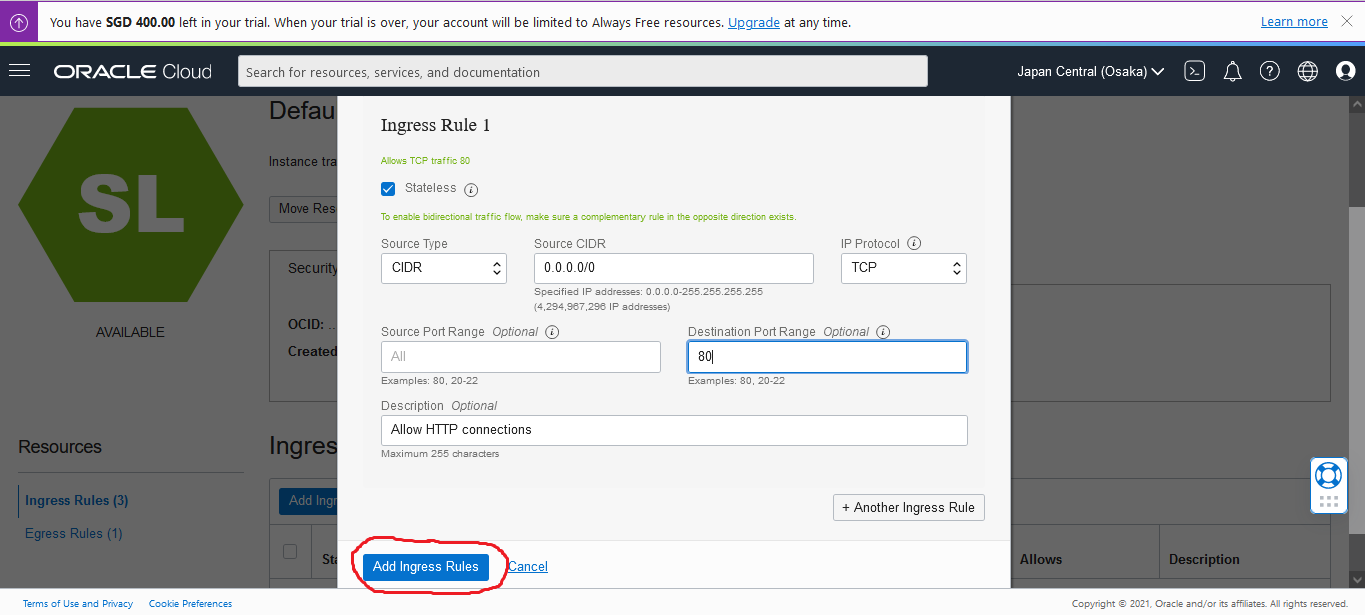 You have SGD 400.00 left in your trial. When your trial is over, your account will be limited to Always Free resources. Upgrade at any time.
Learn more
ORACLE Cloud
Search for resources, services, and documentation
Japan Central (Osaka)
SL
AVAILABLE
Defau
Instance tra
Move Res
Security
OCID: ..
Created
Resources
Ingress Rules (3)
Egress Rules (1)
Ingres
Add Ingr
Sta
Allows
Description
Ingress Rule 1
Allows TCP traffic 80
Stateless
To enable bidirectional traffic flow, make sure a complementary rule in the opposite direction exists.
Source Type
Source CIDR
IP Protocol
CIDR
0.0.0.0/0
TCP
Specified IP addresses: 0.0.0.0-255.255.255.255
(4,294,967,296 IP addresses)
Source Port Range Optional
Destination Port Range Optional
All
80
Examples: 80, 20-22
Examples: 80, 20-22
Description Optional
Allow HTTP connections
Maximum 255 characters
+ Another Ingress Rule
Add Ingress Rules
Cancel
Terms of Use and Privacy
Cookie Preferences
Copyright © 2021, Oracle and/or its affiliates. All rights reserved.